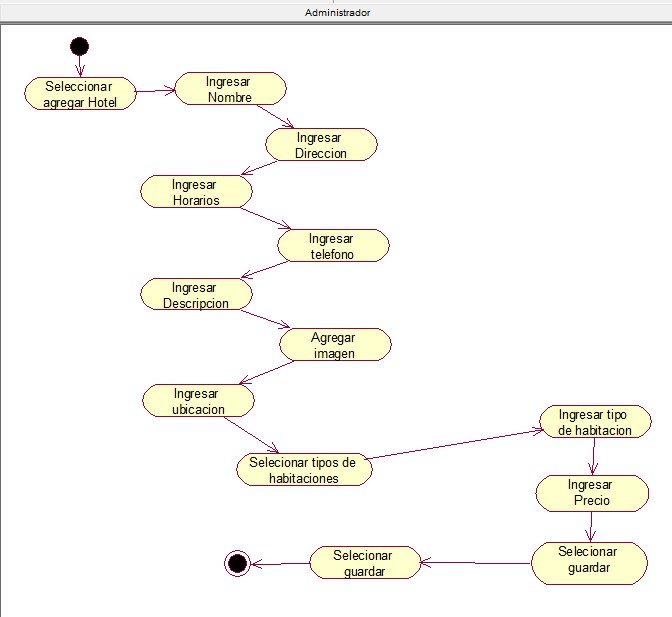 Administrador
Seleccionar
agregar Hotel
Ingresar
Nombre
Ingresar
Direccion
Ingresar
Horarios
Ingresar
telefono
Ingresar
Descripcion
Agregar
imagen
Ingresar
ubicacion
Selecionar tipos de
habitaciones
Ingresar tipo
de habitacion
Ingresar
Precio
Selecionar
guardar
Selecionar
guardar